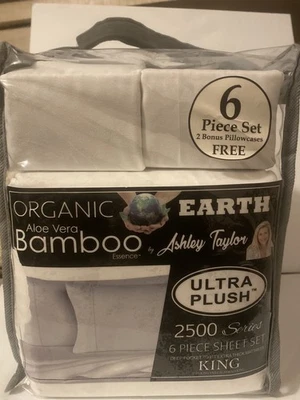 6
Piece Set
2 Bonus Pillowcases
FREE
ORGANIC EARTH
Aloe Vera
Bamboo by Ashley Taylor
Essence
ULTRA
PLUSH™
2500 Series
6 PIECE SHEET SET
KING